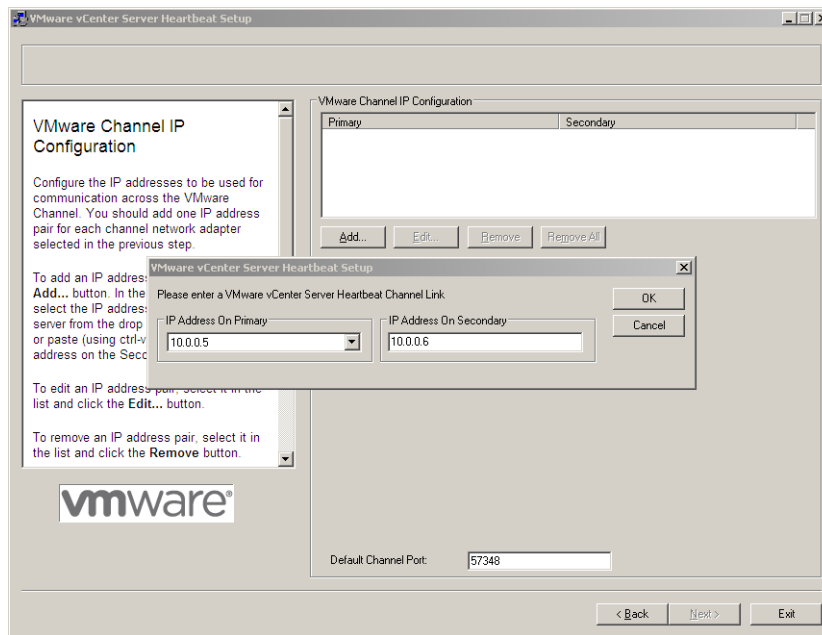 VMware vCenter Server Heartbeat Setup
VMware Channel IP
Configuration
Configure the IP addresses to be used for
communication across the VMware
Channel. You should add one IP address
pair for each channel network adapter
selected in the previous step.
To add an IP address
Add... button. In the
select the IP address
server from the drop
or paste (using ctrl-v
address on the Seco
To edit an IP address pair, select it in the
list and click the Edit... button.
To remove an IP address pair, select it in
the list and click the Remove button.
vmware®
VMware Channel IP Configuration
Primary
Secondary
Add...
Edit...
Remove
Remove All
VMware vCenter Server Heartbeat Setup
Please enter a VMware vCenter Server Heartbeat Channel Link
IP Address On Primary
10.0.0.5
IP Address On Secondary
10.0.0.6
OK
Cancel
Default Channel Port:
57348
< Back
Next >
Exit